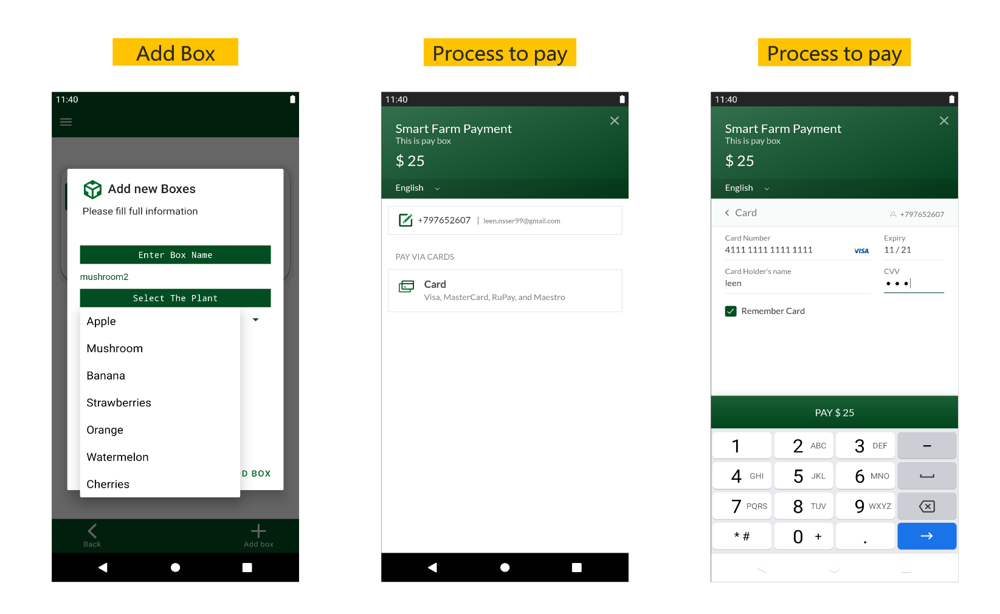 Add Box
11:40
Add new Boxes
Please fill full information
Enter Box Name
mushroom2
Select The Plant
Apple
Mushroom
Banana
Strawberries
Orange
Watermelon
Cherries
D BOX
Back
Add box
Process to pay
11:40
Smart Farm Payment
This is pay box
$ 25
English
+797652607 | leen.nsser99@gmail.com
PAY VIA CARDS
Card
Visa, MasterCard, RuPay, and Maestro
Process to pay
11:40
Smart Farm Payment
This is pay box
$ 25
English
Card +797652607
Card Number Expiry
4111 1111 1111 1111 VISA 11 / 21
Card Holder's name CVV
leen •••
Remember Card
PAY $ 25
1 2 ABC 3 DEF –
4 GHI 5 JKL 6 MNO
7 PQRS 8 TUV 9 WXYZ
* # 0 + .